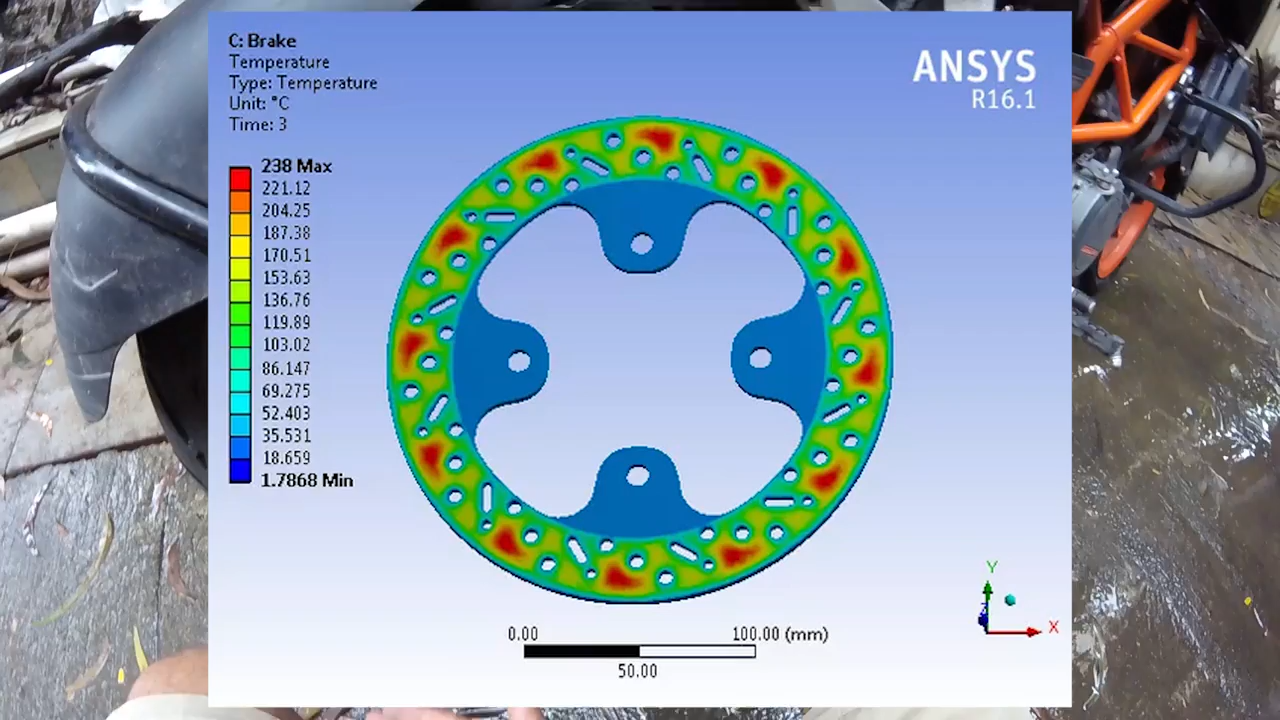 C: Brake
Temperature
Type: Temperature
Unit: °C
Time: 3
238 Max
221.12
204.25
187.38
170.51
153.63
136.76
119.89
103.02
86.147
69.275
52.403
35.531
18.659
1.7868 Min
ANSYS
R16.1
0.00
100.00 (mm)
50.00
Y
Z
X